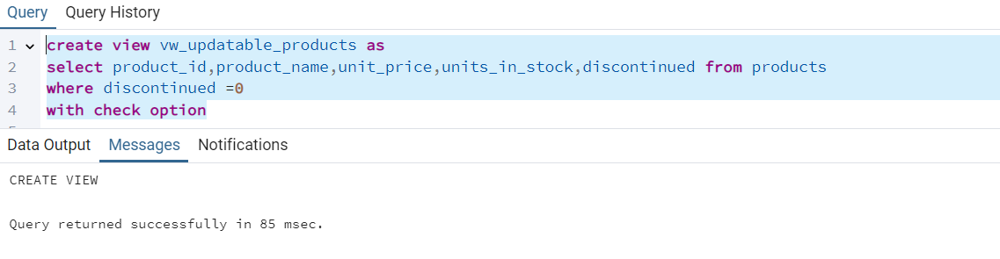 Query Query History
1 create view vw_updatable_products as
2 select product_id,product_name,unit_price,units_in_stock,discontinued from products
3 where discontinued =0
4 with check option
Data Output Messages Notifications
CREATE VIEW
Query returned successfully in 85 msec.